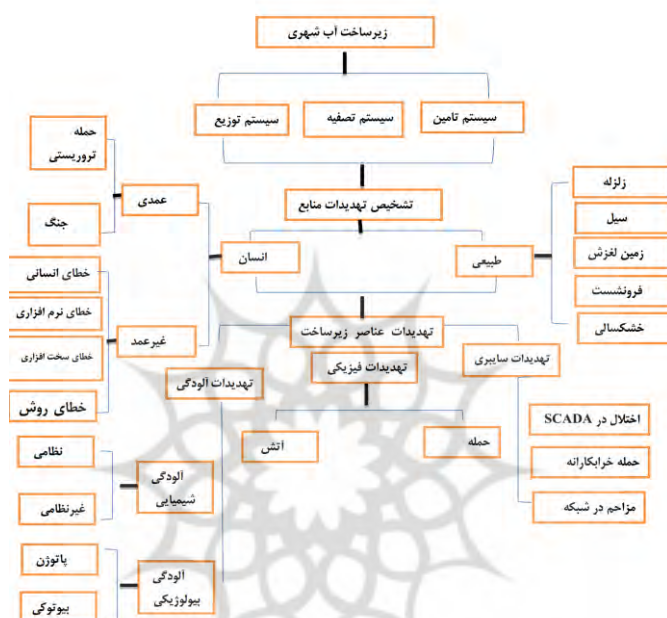 زیرساخت آب شهری
سیستم تامین
سیستم تصفیه
سیستم توزیع
تشخیص تهدیدات منابع
طبیعی
انسان
زلزله
سیل
زمین لغزش
فرونشست
خشکسالی
عمدی
حمله
تروریستی
جنگ
غیرعمد
خطای انسانی
خطای نرم افزاری
خطای سخت افزاری
خطای روش
تهدیدات عناصر زیرساخت
تهدیدات سایبری
تهدیدات فیزیکی
تهدیدات آلودگی
اختلال در SCADA
حمله خرابکارانه
مزاحم در شبکه
حمله
آتش
آلودگی
شیمیایی
نظامی
غیرنظامی
آلودگی
بیولوژیکی
پاتوژن
بیوتوکی